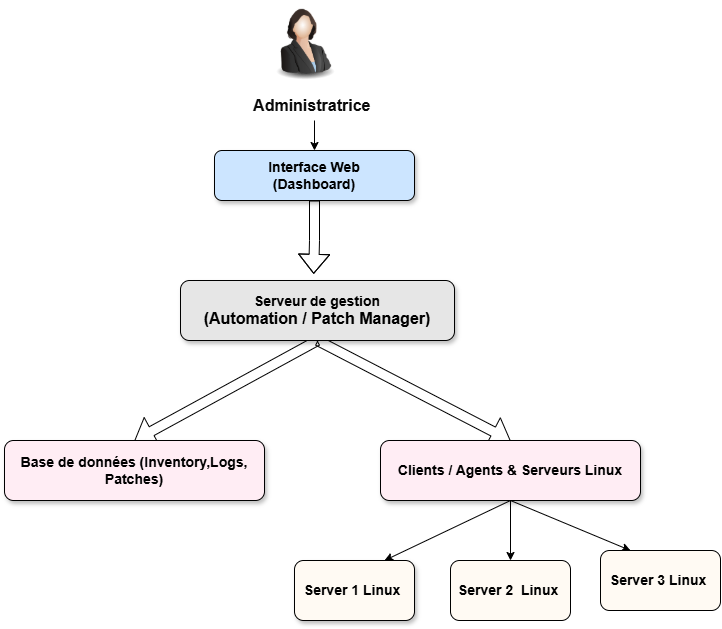 Administratrice
Interface Web
(Dashboard)
Serveur de gestion
(Automation / Patch Manager)
Base de données (Inventory,Logs,
Patches)
Clients / Agents & Serveurs Linux
Server 1 Linux
Server 2  Linux
Server 3 Linux